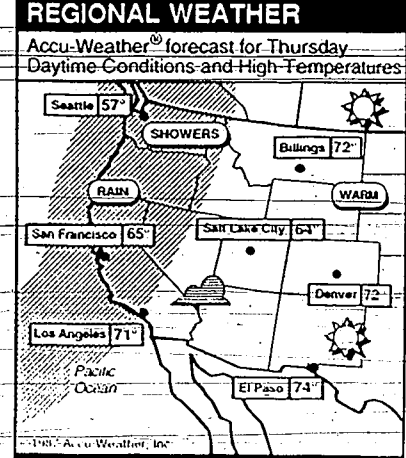 REGIONAL WEATHER
Accu-Weather® forecast for Thursday
Daytime Conditions and High Temperatures
Seattle 57°
SHOWERS
Billings 72°
RAIN
WARM
San Francisco 65°
Salt Lake City 64°
Denver 72
Los Angeles 71°
Pacific
Ocean
El Paso 74°
Accu-Weather, Inc.